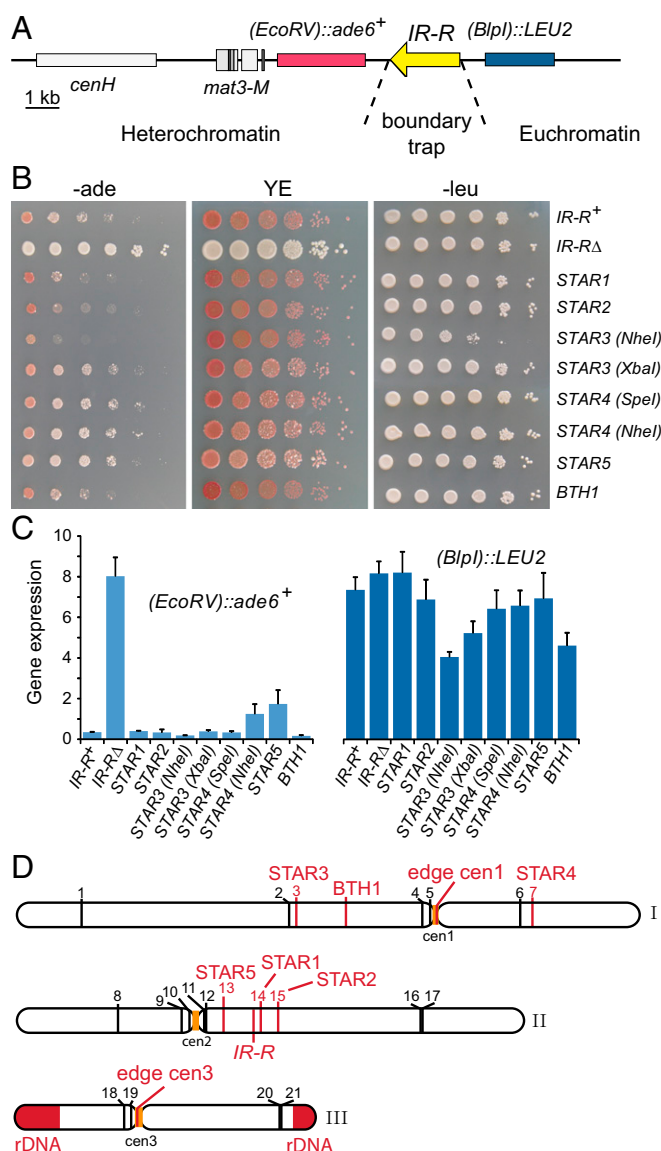 A
(EcoRV)::ade6+
IR-R
(BlpI)::LEU2
cenH
mat3-M
1 kb
Heterochromatin
boundary
trap
Euchromatin
B
-ade
YE
-leu
IR-R+
IR-RΔ
STAR1
STAR2
STAR3 (NheI)
STAR3 (XbaI)
STAR4 (SpeI)
STAR4 (NheI)
STAR5
BTH1
C
10
8
6
4
2
0
Gene expression
(EcoRV)::ade6+
(BlpI)::LEU2
IR-R+
IR-RΔ
STAR1
STAR2
STAR3 (NheI)
STAR3 (XbaI)
STAR4 (SpeI)
STAR4 (NheI)
STAR5
BTH1
IR-R+
IR-RΔ
STAR1
STAR2
STAR3 (NheI)
STAR3 (XbaI)
STAR4 (SpeI)
STAR4 (NheI)
STAR5
BTH1
D
STAR3
BTH1
edge cen1
STAR4
1
2
3
4
5
6
7
cen1
I
STAR5
STAR1
STAR2
8
9
10
11
12
13
14
15
16
17
cen2
IR-R
II
edge cen3
18
19
20
21
rDNA
cen3
rDNA
III